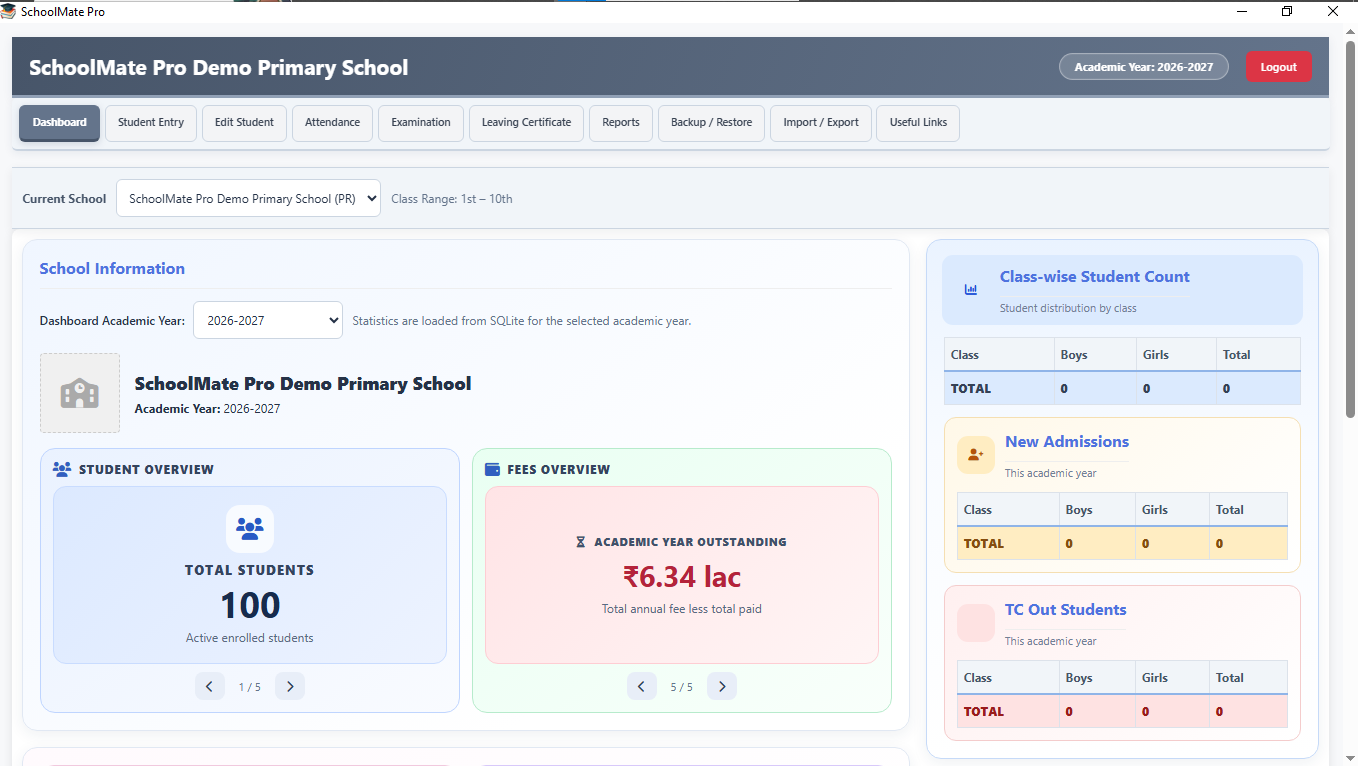 SchoolMate Pro
SchoolMate Pro Demo Primary School
Academic Year: 2026-2027
Logout
Dashboard
Student Entry
Edit Student
Attendance
Examination
Leaving Certificate
Reports
Backup / Restore
Import / Export
Useful Links
Current School
SchoolMate Pro Demo Primary School (PR)
Class Range: 1st – 10th
School Information
Dashboard Academic Year:
2026-2027
Statistics are loaded from SQLite for the selected academic year.
SchoolMate Pro Demo Primary School
Academic Year: 2026-2027
STUDENT OVERVIEW
TOTAL STUDENTS
100
Active enrolled students
1 / 5
FEES OVERVIEW
ACADEMIC YEAR OUTSTANDING
₹6.34 lac
Total annual fee less total paid
5 / 5
Class-wise Student Count
Student distribution by class
Class Boys Girls Total
TOTAL 0 0 0
New Admissions
This academic year
Class Boys Girls Total
TOTAL 0 0 0
TC Out Students
This academic year
Class Boys Girls Total
TOTAL 0 0 0